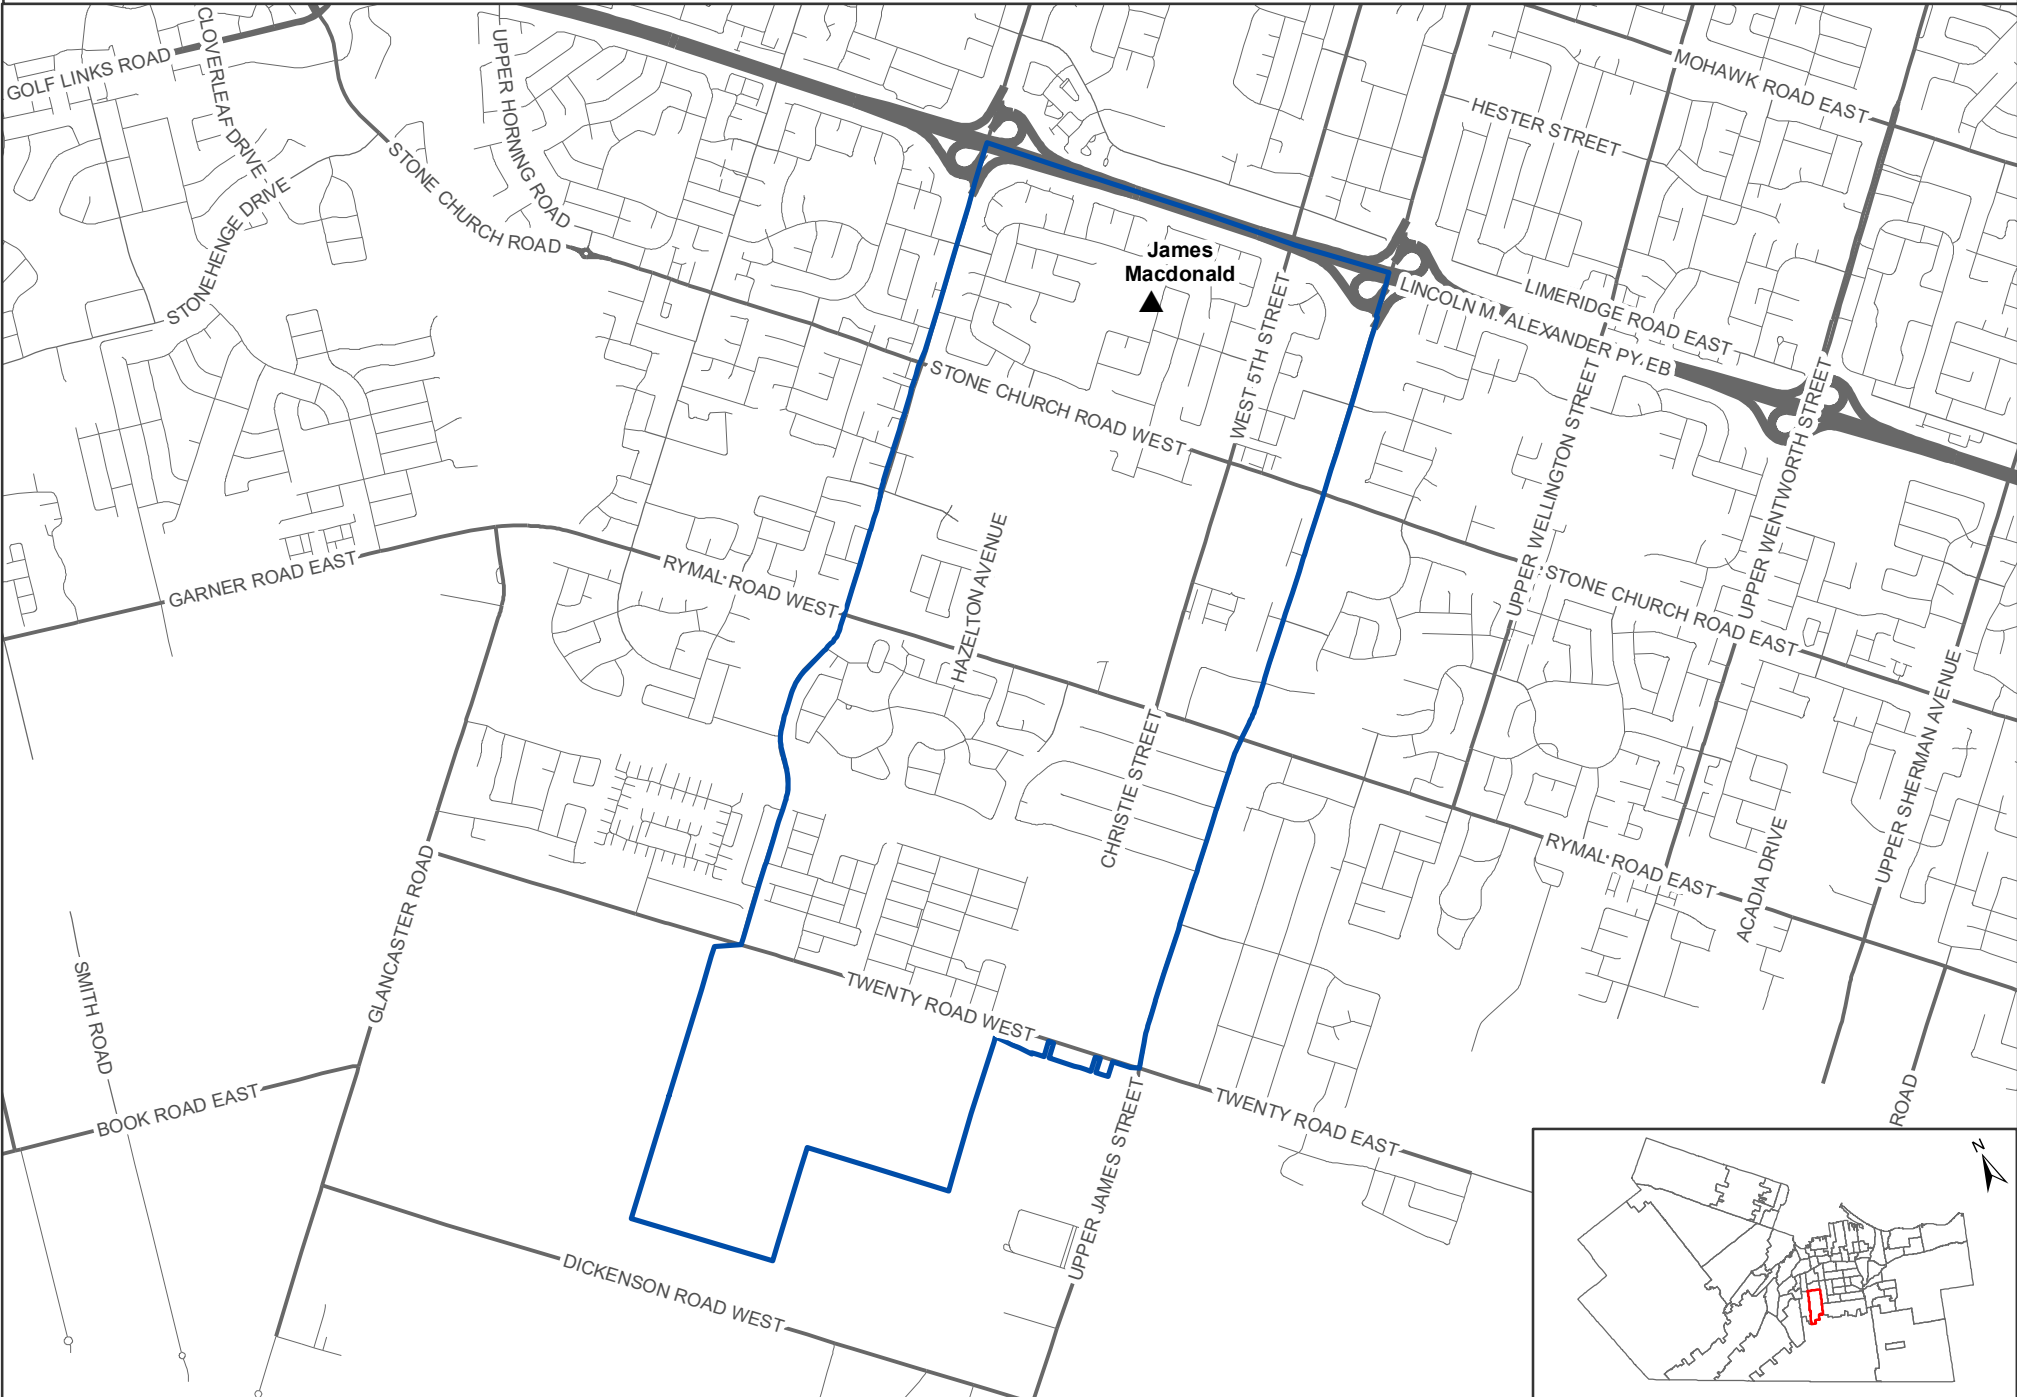 GOLF LINKS ROAD
CLOVERLEAF DRIVE
UPPER HORNING ROAD
MOHAWK ROAD EAST
HESTER STREET
STONE CHURCH ROAD
STONEHENGE DRIVE
James
Macdonald
LIMERIDGE ROAD EAST
LINCOLN M. ALEXANDER PY EB
WEST 5TH STREET
STONE CHURCH ROAD WEST
UPPER WELLINGTON STREET
UPPER WENTWORTH STREET
GARNER ROAD EAST
RYMAL ROAD WEST
HAZELTON AVENUE
STONE CHURCH ROAD EAST
UPPER SHERMAN AVENUE
CHRISTIE STREET
RYMAL ROAD EAST
ACADIA DRIVE
GLANCASTER ROAD
SMITH ROAD
TWENTY ROAD WEST
BOOK ROAD EAST
TWENTY ROAD EAST
ROAD
UPPER JAMES STREET
DICKENSON ROAD WEST
N